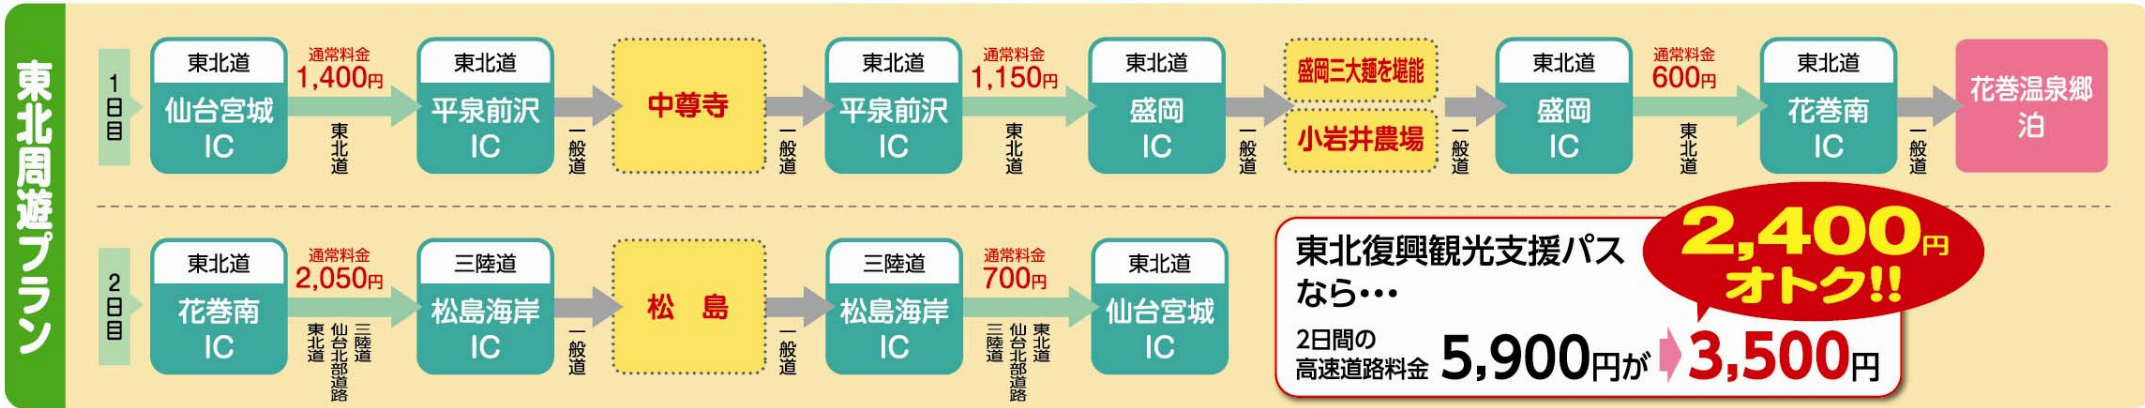 東北周遊プラン
1日目
東北道
仙台宮城
IC
通常料金
1,400円
東北道
東北道
平泉前沢
IC
一般道
中尊寺
一般道
東北道
平泉前沢
IC
通常料金
1,150円
東北道
東北道
盛岡
IC
一般道
盛岡三大麺を堪能
小岩井農場
一般道
東北道
盛岡
IC
通常料金
600円
東北道
東北道
花巻南
IC
一般道
花巻温泉郷
泊
2日目
東北道
花巻南
IC
通常料金
2,050円
三陸道
仙台北部道路
東北道
三陸道
松島海岸
IC
一般道
松 島
一般道
三陸道
松島海岸
IC
通常料金
700円
東北道
仙台北部道路
三陸道
東北道
仙台宮城
IC
東北復興観光支援パス
なら…
2日間の
高速道路料金 5,900円が 3,500円
2,400円
オトク!!